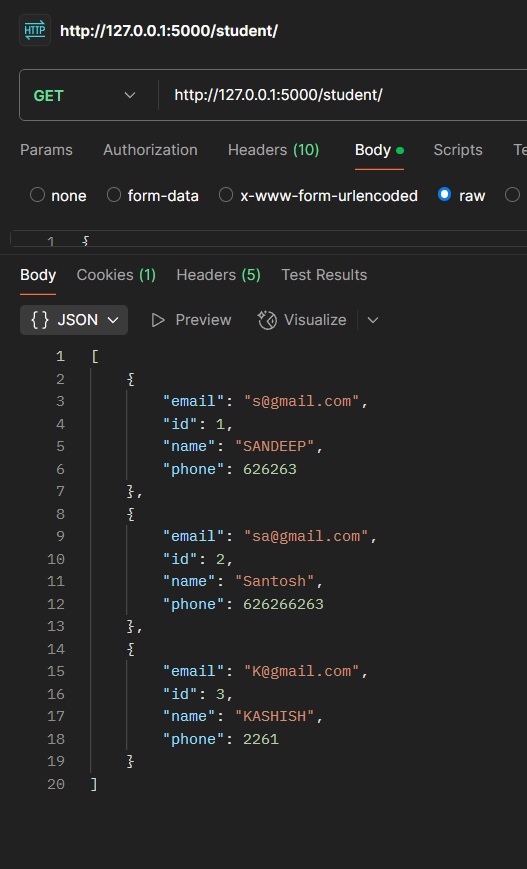 HTTP http://127.0.0.1:5000/student/
GET http://127.0.0.1:5000/student/
Params Authorization Headers (10) Body Scripts Te
none form-data x-www-form-urlencoded raw
1 {
Body Cookies (1) Headers (5) Test Results
{} JSON Preview Visualize
1 [
2 {
3 "email": "s@gmail.com",
4 "id": 1,
5 "name": "SANDEEP",
6 "phone": 626263
7 },
8 {
9 "email": "sa@gmail.com",
10 "id": 2,
11 "name": "Santosh",
12 "phone": 626266263
13 },
14 {
15 "email": "K@gmail.com",
16 "id": 3,
17 "name": "KASHISH",
18 "phone": 2261
19 }
20 ]